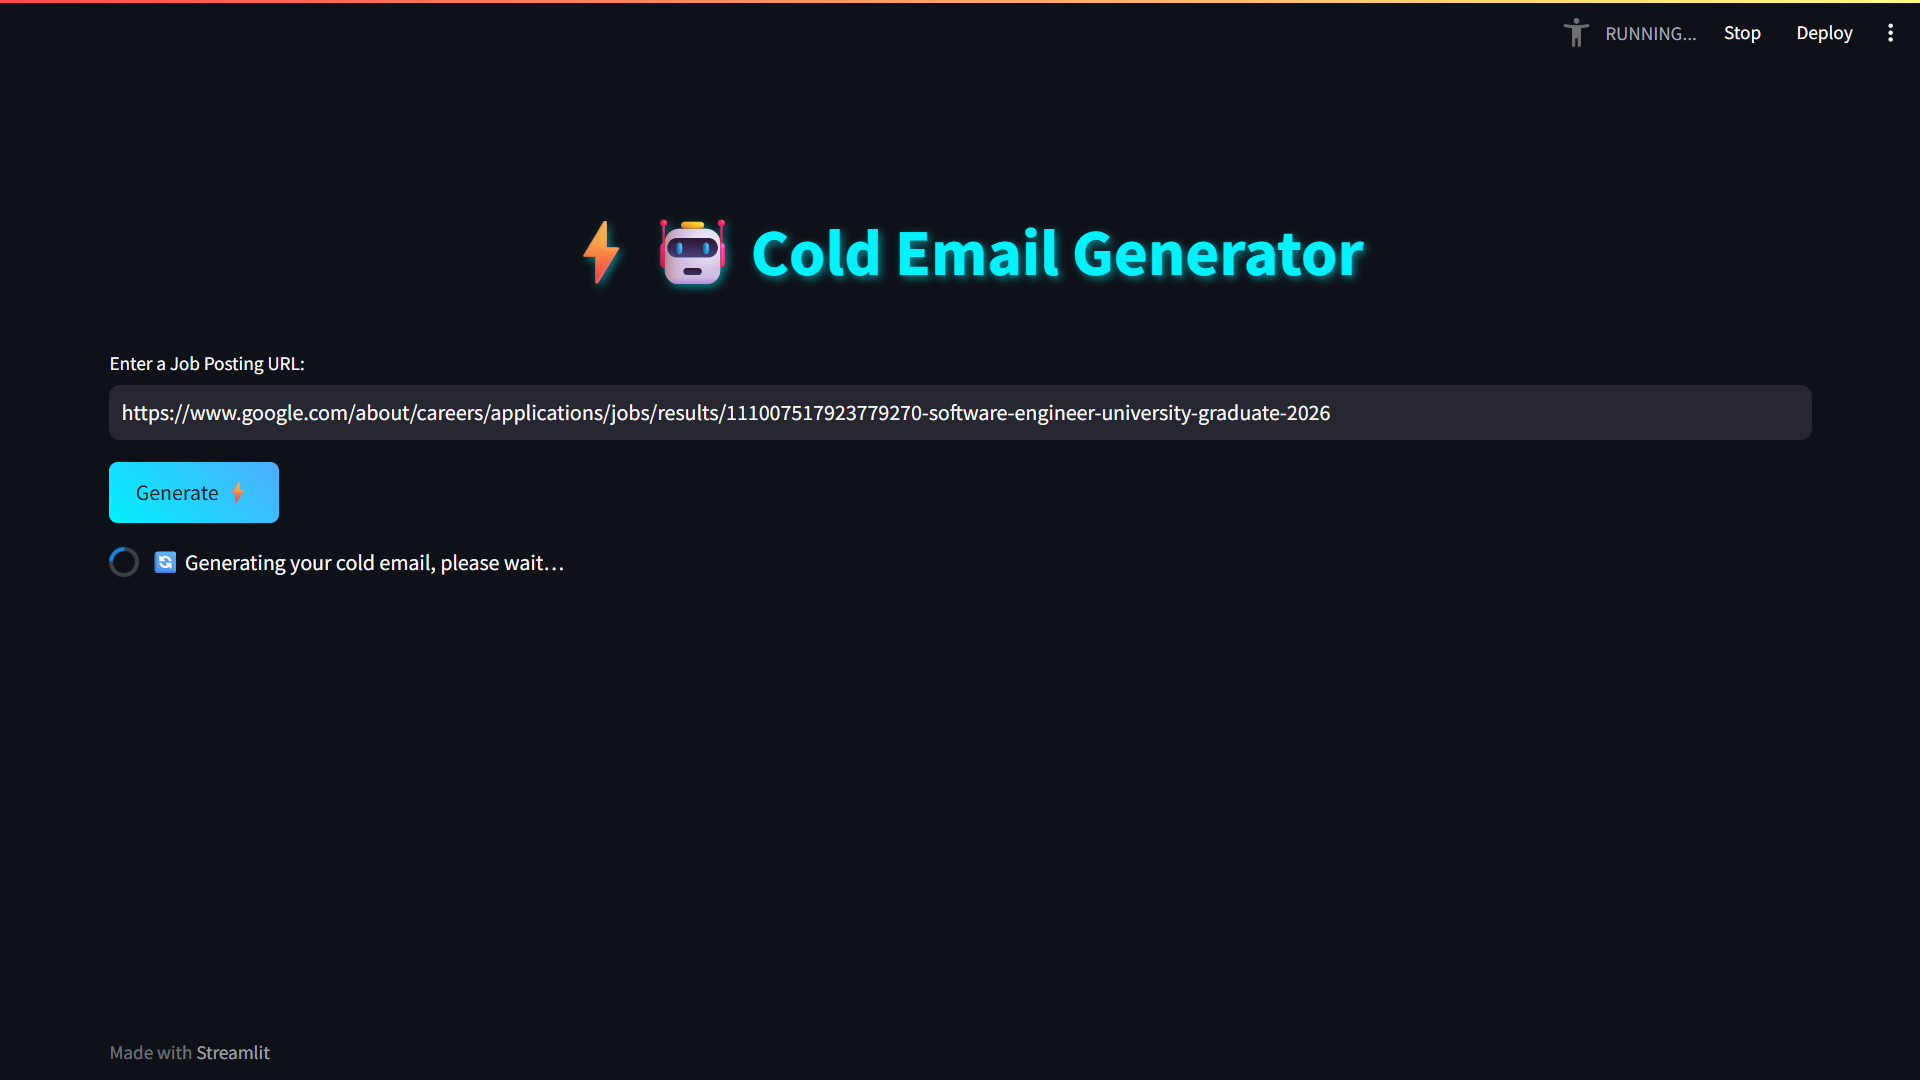 RUNNING... Stop Deploy
Cold Email Generator
Enter a Job Posting URL:
https://www.google.com/about/careers/applications/jobs/results/111007517923779270-software-engineer-university-graduate-2026
Generate
Generating your cold email, please wait...
Made with Streamlit